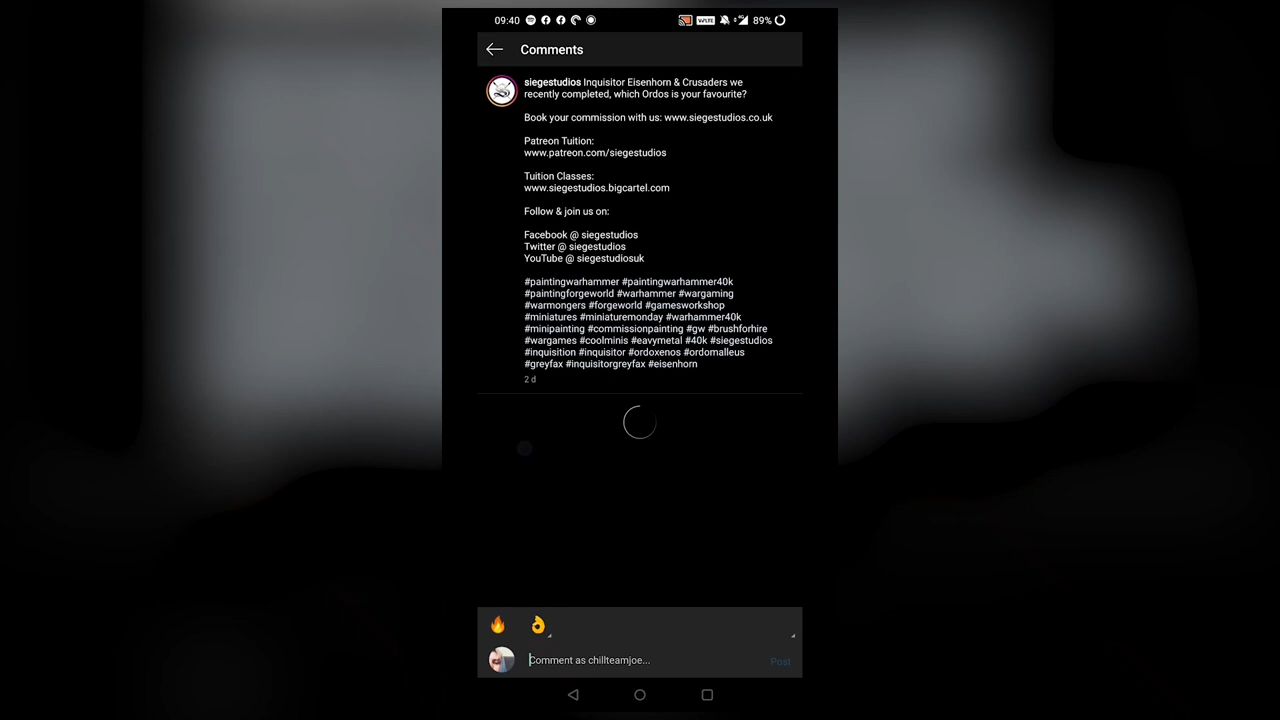 09:40
VoLTE
89%
Comments
siegestudios Inquisitor Eisenhorn & Crusaders we
recently completed, which Ordos is your favourite?
Book your commission with us: www.siegestudios.co.uk
Patreon Tuition:
www.patreon.com/siegestudios
Tuition Classes:
www.siegestudios.bigcartel.com
Follow & join us on:
Facebook @ siegestudios
Twitter @ siegestudios
YouTube @ siegestudiosuk
#paintingwarhammer #paintingwarhammer40k
#paintingforgeworld #warhammer #wargaming
#warmongers #forgeworld #gamesworkshop
#miniatures #miniaturemonday #warhammer40k
#minipainting #commissionpainting #gw #brushforhire
#wargames #coolminis #eavymetal #40k #siegestudios
#inquisition #inquisitor #ordoxenos #ordomalleus
#greyfax #inquisitorgreyfax #eisenhorn
2 d
Comment as chillteamjoe...
Post